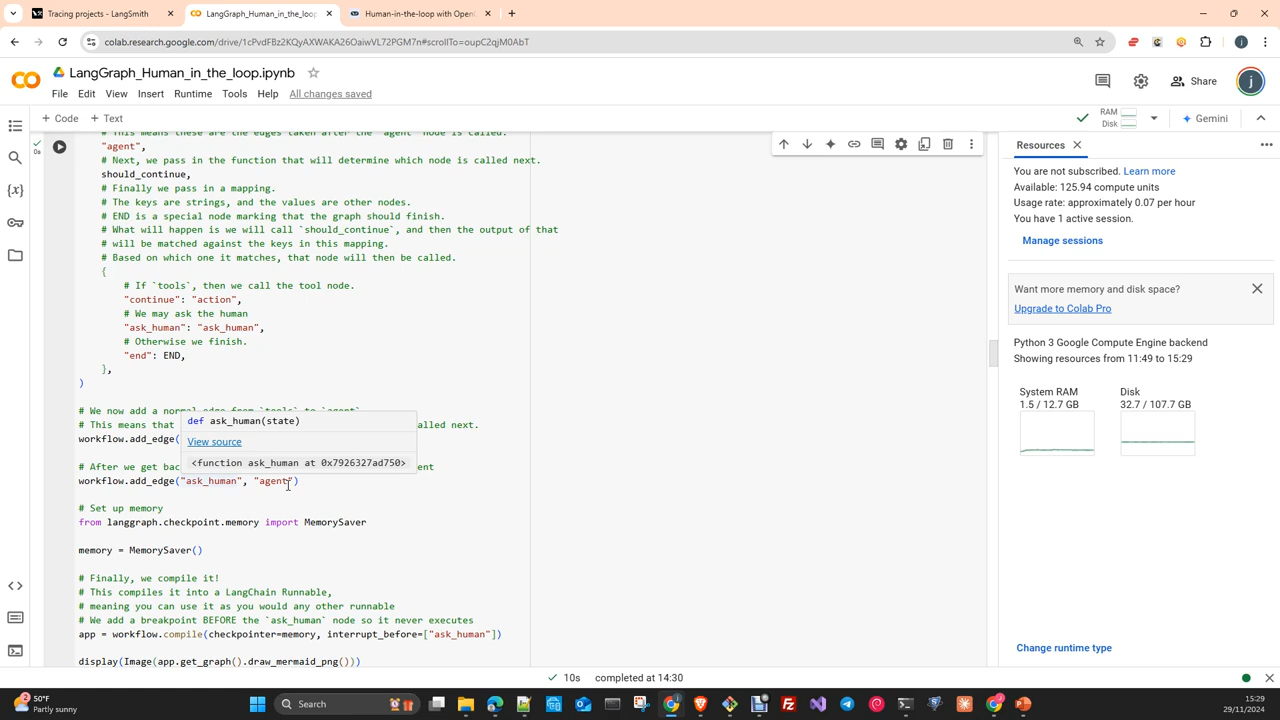 Tracing projects - LangSmith
LangGraph_Human_in_the_loop
Human-in-the-loop with Open
colab.research.google.com/drive/1cPvdFBz2KQyAXWAKA26OaiwVL72PGM7n#scrollTo=oupC2qjM0AbT
j
LangGraph_Human_in_the_loop.ipynb
File Edit View Insert Runtime Tools Help All changes saved
Share
j
+ Code + Text
RAM
Disk
Gemini
Resources
# This means these are the edges taken after the `agent` node is called.
0s
"agent",
# Next, we pass in the function that will determine which node is called next.
should_continue,
# Finally we pass in a mapping.
# The keys are strings, and the values are other nodes.
# END is a special node marking that the graph should finish.
# What will happen is we will call `should_continue`, and then the output of that
# will be matched against the keys in this mapping.
# Based on which one it matches, that node will then be called.
{
# If `tools`, then we call the tool node.
"continue": "action",
# We may ask the human
"ask_human": "ask_human",
# Otherwise we finish.
"end": END,
},
)
# We now add a normal edge from `tools` to `agent`.
# This means that
alled next.
workflow.add_edge(
# After we get bac
ent
workflow.add_edge("ask_human", "agent")
def ask_human(state)
View source
<function ask_human at 0x7926327ad750>
# Set up memory
from langgraph.checkpoint.memory import MemorySaver
memory = MemorySaver()
# Finally, we compile it!
# This compiles it into a LangChain Runnable,
# meaning you can use it as you would any other runnable
# We add a breakpoint BEFORE the `ask_human` node so it never executes
app = workflow.compile(checkpointer=memory, interrupt_before=["ask_human"])
display(Image(app.get_graph().draw_mermaid_png()))
You are not subscribed. Learn more
Available: 125.94 compute units
Usage rate: approximately 0.07 per hour
You have 1 active session.
Manage sessions
Want more memory and disk space?
Upgrade to Colab Pro
Python 3 Google Compute Engine backend
Showing resources from 11:49 to 15:29
System RAM
1.5 / 12.7 GB
Disk
32.7 / 107.7 GB
Change runtime type
10s completed at 14:30
50°F
Partly sunny
Search
15:29
29/11/2024